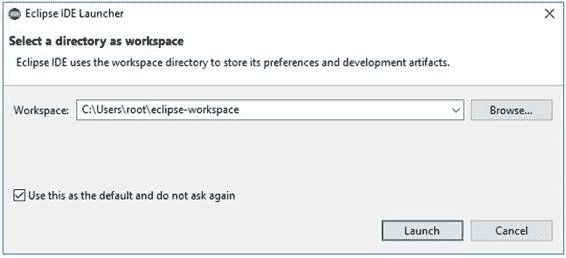 Eclipse IDE Launcher
Select a directory as workspace
Eclipse IDE uses the workspace directory to store its preferences and development artifacts.
Workspace: C:\Users\root\eclipse-workspace Browse...
Use this as the default and do not ask again
Launch Cancel